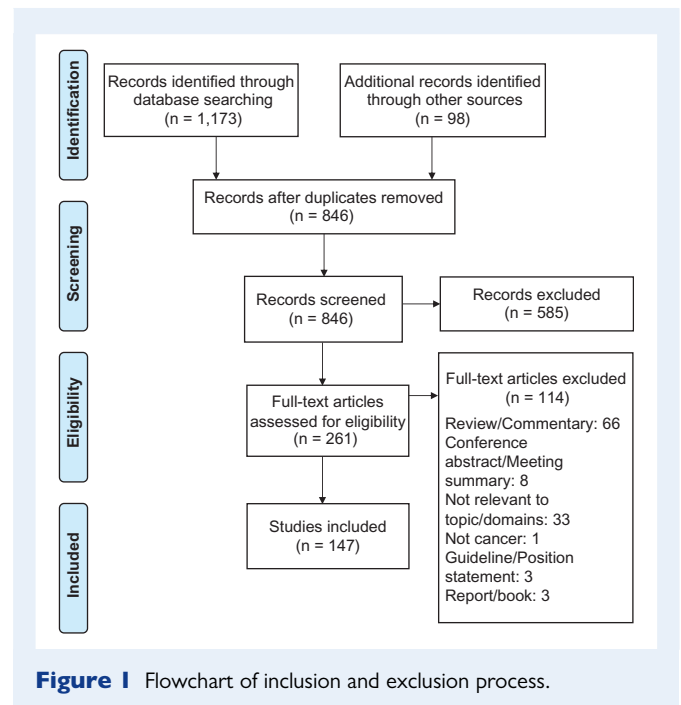 Identification
Records identified through
database searching
(n = 1,173)
Additional records identified
through other sources
(n = 98)
Records after duplicates removed
(n = 846)
Screening
Records screened
(n = 846)
Records excluded
(n = 585)
Eligibility
Full-text articles
assessed for eligibility
(n = 261)
Full-text articles excluded
(n = 114)
Review/Commentary: 66
Conference
abstract/Meeting
summary: 8
Not relevant to
topic/domains: 33
Not cancer: 1
Guideline/Position
statement: 3
Report/book: 3
Included
Studies included
(n = 147)
Figure 1 Flowchart of inclusion and exclusion process.